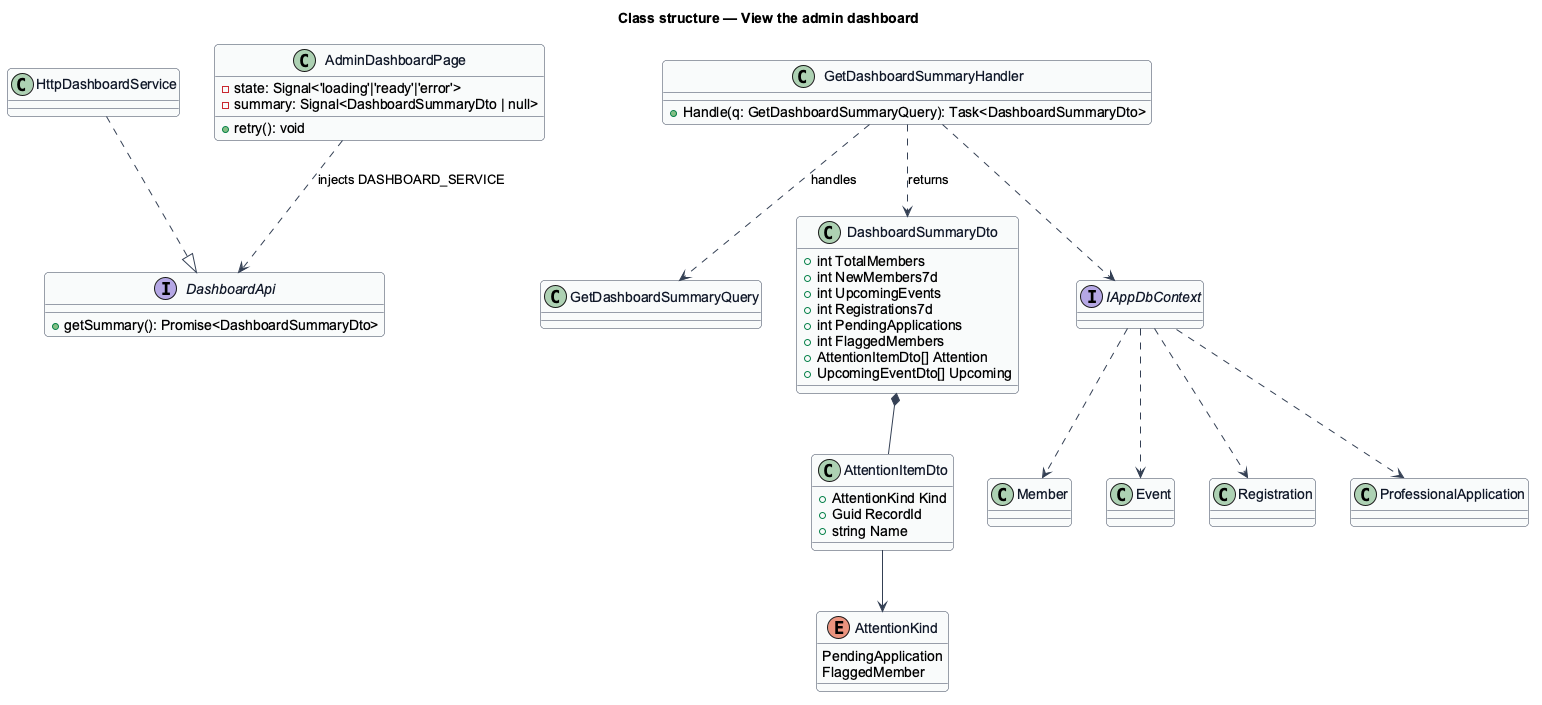 Class structure — View the admin dashboard
C HttpDashboardService
C AdminDashboardPage
state: Signal<'loading'|'ready'|'error'>
summary: Signal<DashboardSummaryDto | null>
retry(): void
C GetDashboardSummaryHandler
Handle(q: GetDashboardSummaryQuery): Task<DashboardSummaryDto>
injects DASHBOARD_SERVICE
handles
returns
I DashboardApi
getSummary(): Promise<DashboardSummaryDto>
C GetDashboardSummaryQuery
C DashboardSummaryDto
int TotalMembers
int NewMembers7d
int UpcomingEvents
int Registrations7d
int PendingApplications
int FlaggedMembers
AttentionItemDto[] Attention
UpcomingEventDto[] Upcoming
I IAppDbContext
C AttentionItemDto
AttentionKind Kind
Guid RecordId
string Name
C Member
C Event
C Registration
C ProfessionalApplication
E AttentionKind
PendingApplication
FlaggedMember